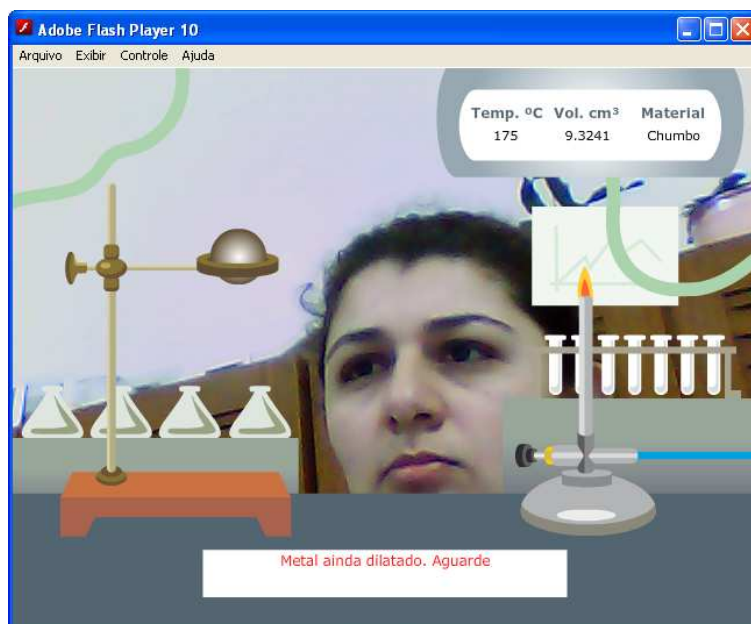 Adobe Flash Player 10
Arquivo Exibir Controle Ajuda
Temp. ºC Vol. cm³ Material
175 9.3241 Chumbo
Metal ainda dilatado. Aguarde